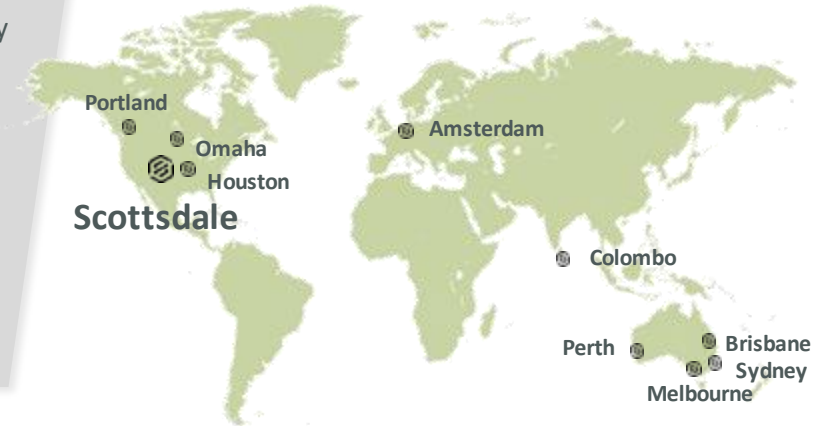 y
Portland
Omaha
Houston
Scottsdale
Amsterdam
Colombo
Perth
Brisbane
Sydney
Melbourne